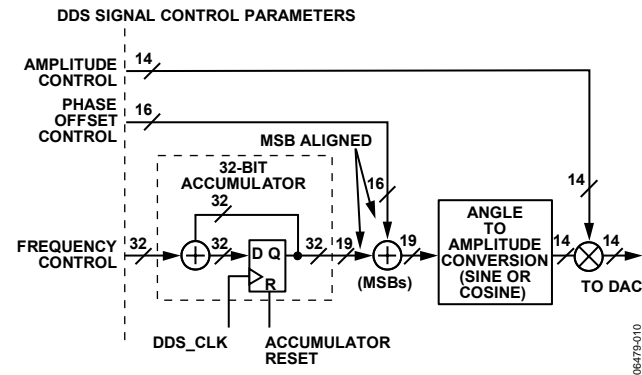 DDS SIGNAL CONTROL PARAMETERS
AMPLITUDE
CONTROL
14
PHASE
OFFSET
CONTROL
16
MSB ALIGNED
32-BIT
ACCUMULATOR
32
16
14
FREQUENCY
CONTROL
32
32
D Q
R
32
19
(MSBs)
19
ANGLE
TO
AMPLITUDE
CONVERSION
(SINE OR
COSINE)
14
14
TO DAC
DDS_CLK
ACCUMULATOR
RESET
06479-010